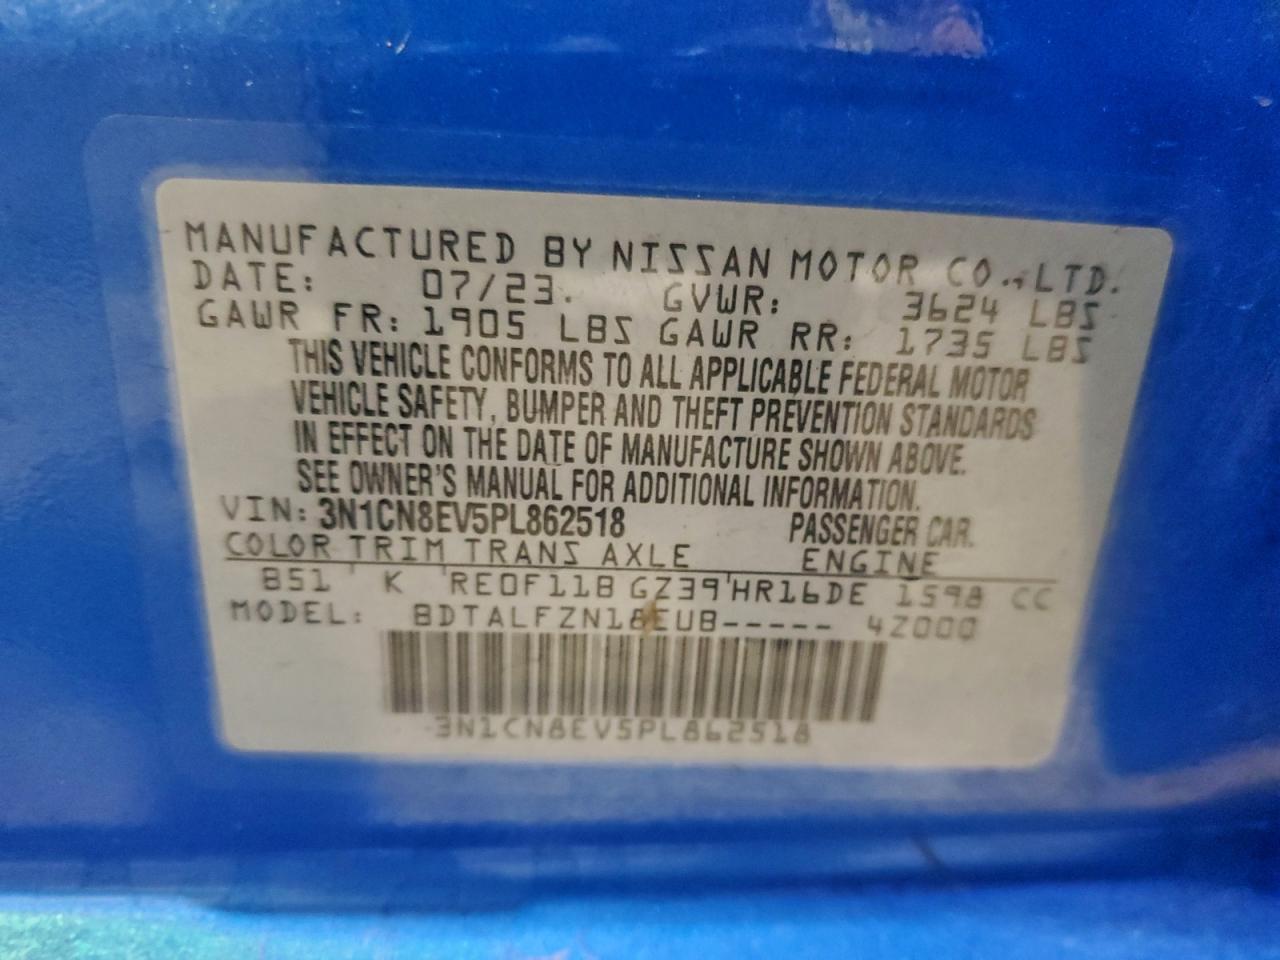 MANUFACTURED BY NISSAN MOTOR CO., LTD.
DATE: 07/23. GVWR: 3624 LBS
GAWR FR: 1905 LBS GAWR RR: 1735 LBS
THIS VEHICLE CONFORMS TO ALL APPLICABLE FEDERAL MOTOR
VEHICLE SAFETY, BUMPER AND THEFT PREVENTION STANDARDS
IN EFFECT ON THE DATE OF MANUFACTURE SHOWN ABOVE.
SEE OWNER'S MANUAL FOR ADDITIONAL INFORMATION.
VIN: 3N1CN8EV5PL862518 PASSENGER CAR.
COLOR TRIM TRANS AXLE ENGINE
B51 K RE0F11B GZ39 HR16DE 1598 CC
MODEL: BDTALFZN18EUB----- 4Z000
3N1CN8EV5PL862518